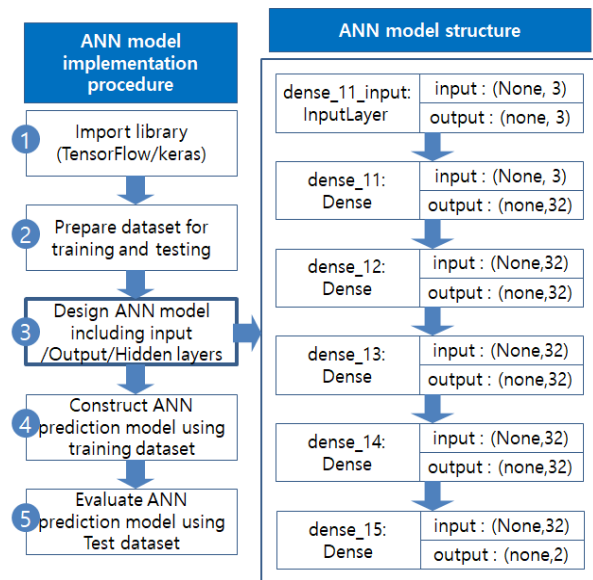 ANN model
implementation
procedure
1
Import library
(TensorFlow/keras)
2
Prepare dataset for
training and testing
3
Design ANN model
including input
/Output/Hidden layers
4
Construct ANN
prediction model using
training dataset
5
Evaluate ANN
prediction model using
Test dataset
ANN model structure
dense_11_input:
InputLayer
input : (None, 3)
output : (none, 3)
dense_11:
Dense
input : (None, 3)
output : (none,32)
dense_12:
Dense
input : (None,32)
output : (none,32)
dense_13:
Dense
input : (None,32)
output : (none,32)
dense_14:
Dense
input : (None,32)
output : (none,32)
dense_15:
Dense
input : (None,32)
output : (none,2)